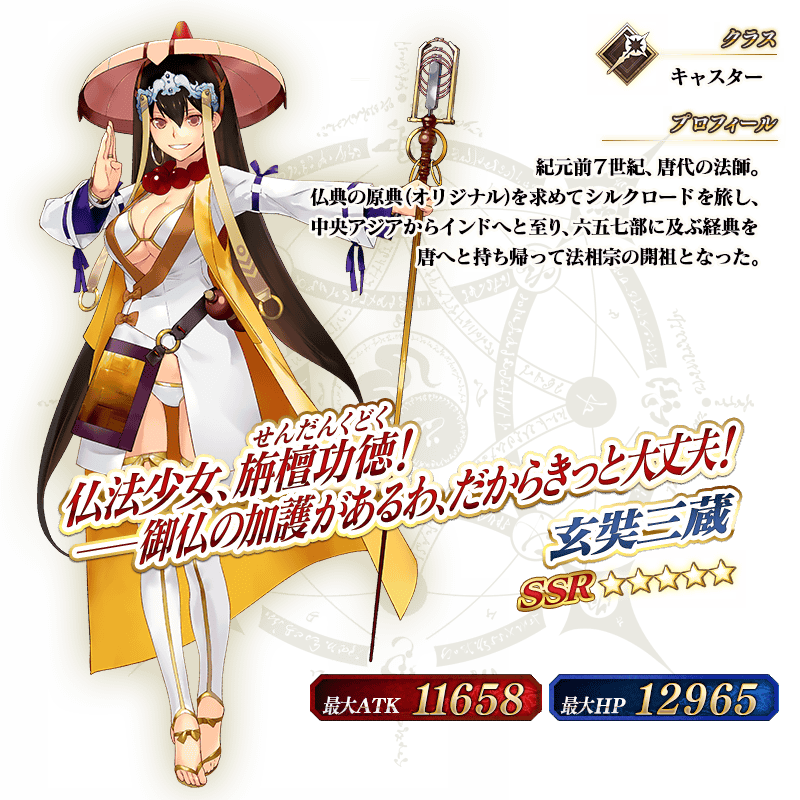 クラス
キャスター
プロフィール
紀元前7世紀、唐代の法師。
仏典の原典(オリジナル)を求めてシルクロードを旅し、
中央アジアからインドへと至り、六五七部に及ぶ経典を
唐へと持ち帰って法相宗の開祖となった。
せんだんくどく
仏法少女、旃檀功徳!
──御仏の加護があるわ、だからきっと大丈夫!
玄奘三蔵
SSR☆☆☆☆☆
最大ATK 11658
最大HP 12965